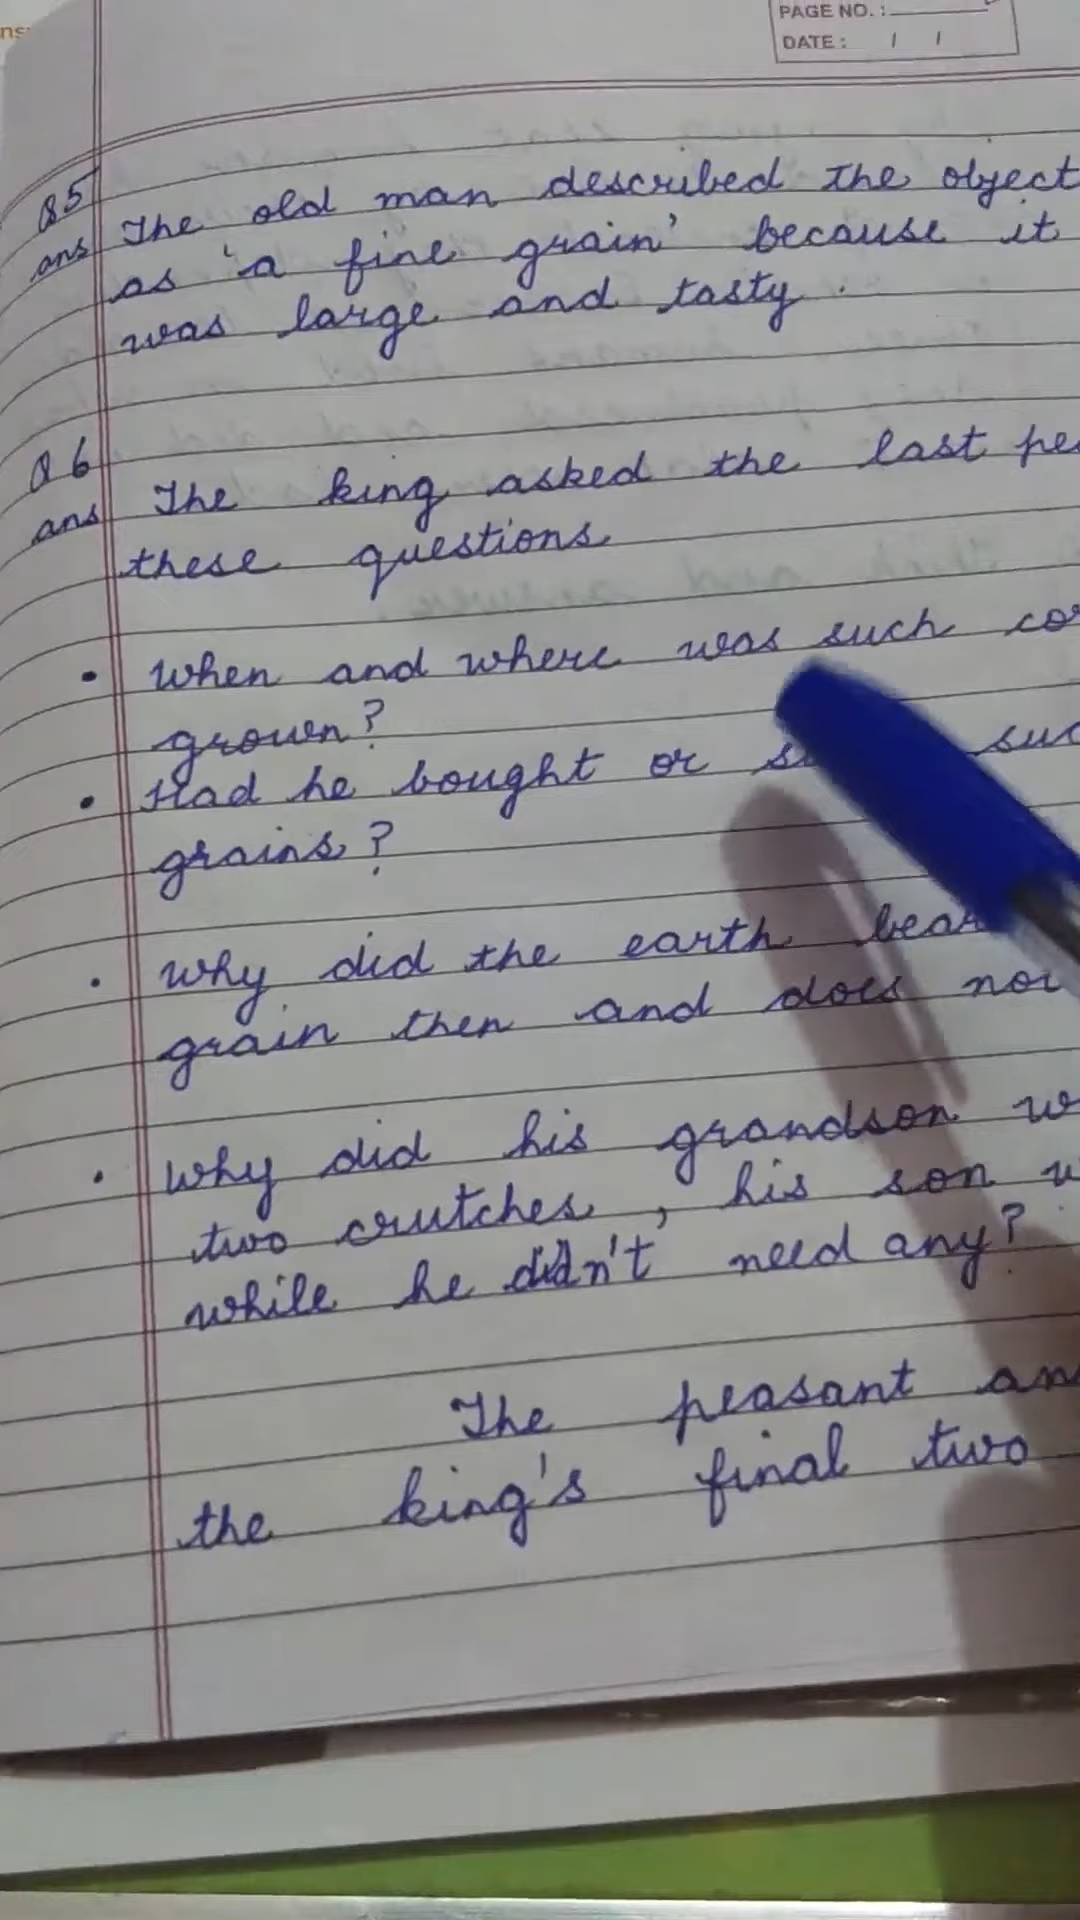 PAGE NO. :
DATE : / /
Q5
ans The old man described the object
as 'a fine grain' because it
was large and tasty.
Q6
ans The king asked the last
these questions
• When and where was such
grown?
• Had he bought or
grains?
• Why did the earth
grain then and does
• Why did his grandson
two crutches, his son
while he didn't need any?
The peasant
the king's final two